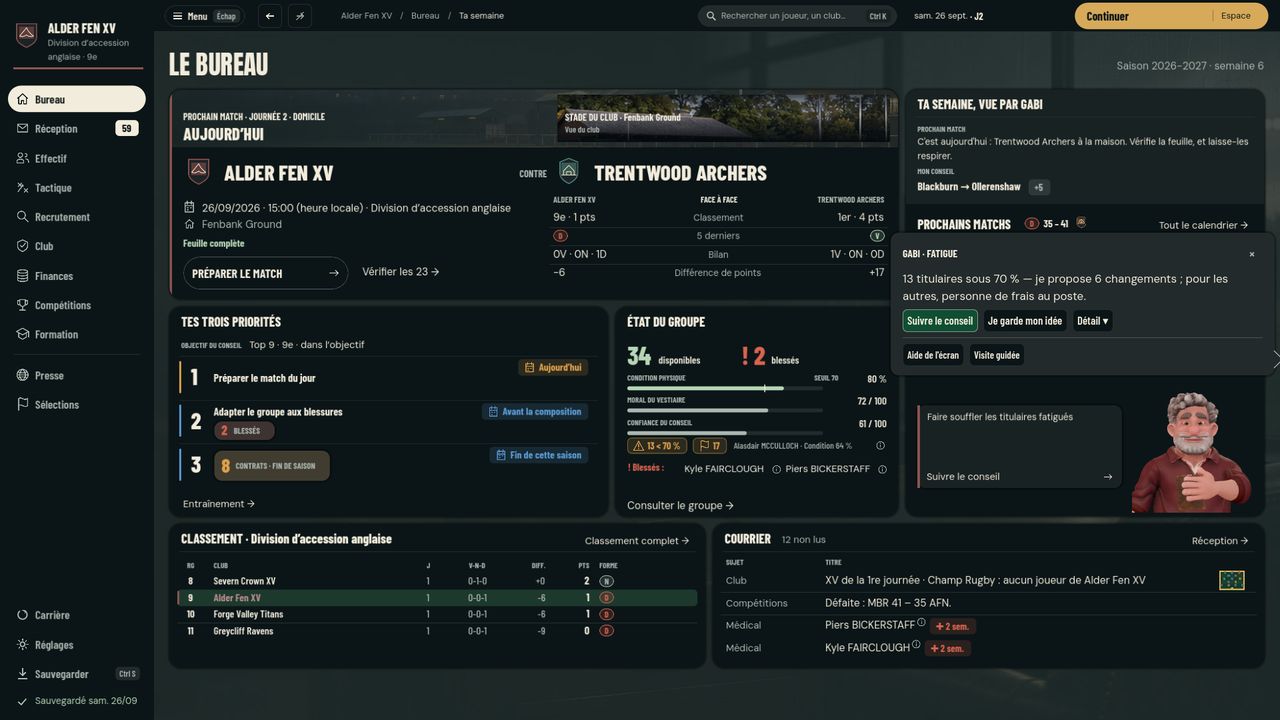 ALDER FEN XV
Division d'accession
anglaise · 9e
Bureau
Réception 59
Effectif
Tactique
Recrutement
Club
Finances
Compétitions
Formation
Presse
Sélections
Carrière
Réglages
Sauvegarder Ctrl S
Sauvegardé sam. 26/09
Menu Échap
Alder Fen XV / Bureau / Ta semaine
Rechercher un joueur, un club… Ctrl K
sam. 26 sept. · J2
Continuer Espace
LE BUREAU
Saison 2026-2027 · semaine 6
PROCHAIN MATCH · JOURNÉE 2 · DOMICILE
AUJOURD'HUI
STADE DU CLUB · Fenbank Ground
Vue du club
ALDER FEN XV
CONTRE
TRENTWOOD ARCHERS
26/09/2026 · 15:00 (heure locale) · Division d'accession anglaise
Fenbank Ground
Feuille complète
PRÉPARER LE MATCH →
Vérifier les 23 →
ALDER FEN XV FACE À FACE TRENTWOOD ARCHERS
9e · 1 pts Classement 1er · 4 pts
D 5 derniers V
0V · 0N · 1D Bilan 1V · 0N · 0D
-6 Différence de points +17
TA SEMAINE, VUE PAR GABI
PROCHAIN MATCH
C'est aujourd'hui : Trentwood Archers à la maison. Vérifie la feuille, et laisse-les
respirer.
MON CONSEIL
Blackburn → Ollerenshaw +5
PROCHAINS MATCHS D 35 – 41 Tout le calendrier →
GABI · FATIGUE ×
13 titulaires sous 70 % — je propose 6 changements ; pour les
autres, personne de frais au poste.
Suivre le conseil Je garde mon idée Détail ▾
Aide de l'écran Visite guidée
Faire souffler les titulaires fatigués
Suivre le conseil →
TES TROIS PRIORITÉS
OBJECTIF DU CONSEIL Top 9 · 9e · dans l'objectif
1 Préparer le match du jour Aujourd'hui
2 Adapter le groupe aux blessures Avant la composition
2 BLESSÉS
3 8 CONTRATS · FIN DE SAISON Fin de cette saison
Entraînement →
ÉTAT DU GROUPE
34 disponibles ! 2 blessés
CONDITION PHYSIQUE SEUIL 70 80 %
MORAL DU VESTIAIRE 72 / 100
CONFIANCE DU CONSEIL 61 / 100
13 < 70 % 17 Alasdair MCCULLOCH · Condition 64 %
! Blessés : Kyle FAIRCLOUGH Piers BICKERSTAFF
Consulter le groupe →
CLASSEMENT · Division d'accession anglaise
Classement complet →
RG CLUB J V-N-D DIFF. PTS FORME
8 Severn Crown XV 1 0-1-0 +0 2 N
9 Alder Fen XV 1 0-0-1 -6 1 D
10 Forge Valley Titans 1 0-0-1 -6 1 D
11 Greycliff Ravens 1 0-0-1 -9 0 D
COURRIER 12 non lus
Réception →
SUJET TITRE
Club XV de la 1re journée · Champ Rugby : aucun joueur de Alder Fen XV
Compétitions Défaite : MBR 41 – 35 AFN.
Médical Piers BICKERSTAFF + 2 sem.
Médical Kyle FAIRCLOUGH + 2 sem.